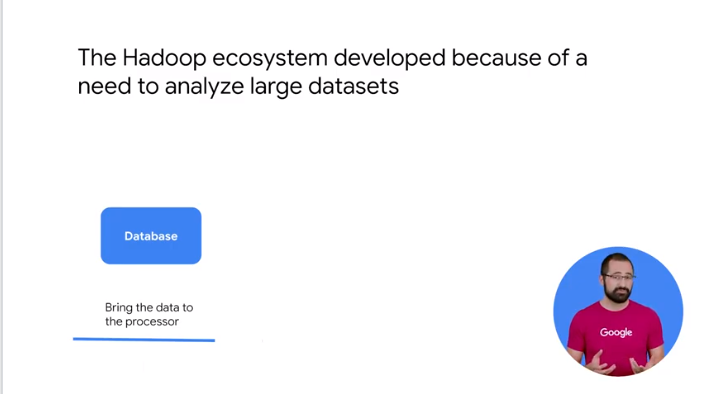 The Hadoop ecosystem developed because of a
need to analyze large datasets
Database
Bring the data to
the processor
Google